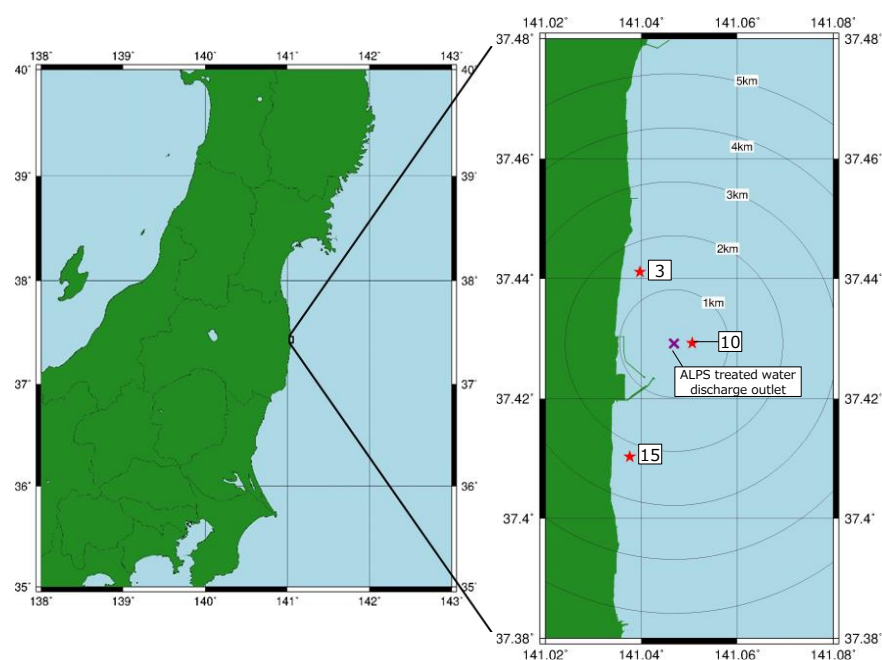 141.02˚ 141.04˚ 141.06˚ 141.08˚
37.48˚ 37.48˚
138˚ 139˚ 140˚ 141˚ 142˚ 143˚
40˚ 40˚
5km
4km
37.46˚ 37.46˚
39˚ 39˚
3km
2km
38˚ 38˚
3
37.44˚ 37.44˚
1km
10
37˚ 37˚
ALPS treated water
discharge outlet
37.42˚ 37.42˚
15
36˚ 36˚
37.4˚ 37.4˚
35˚ 35˚
138˚ 139˚ 140˚ 141˚ 142˚ 143˚
37.38˚ 37.38˚
141.02˚ 141.04˚ 141.06˚ 141.08˚